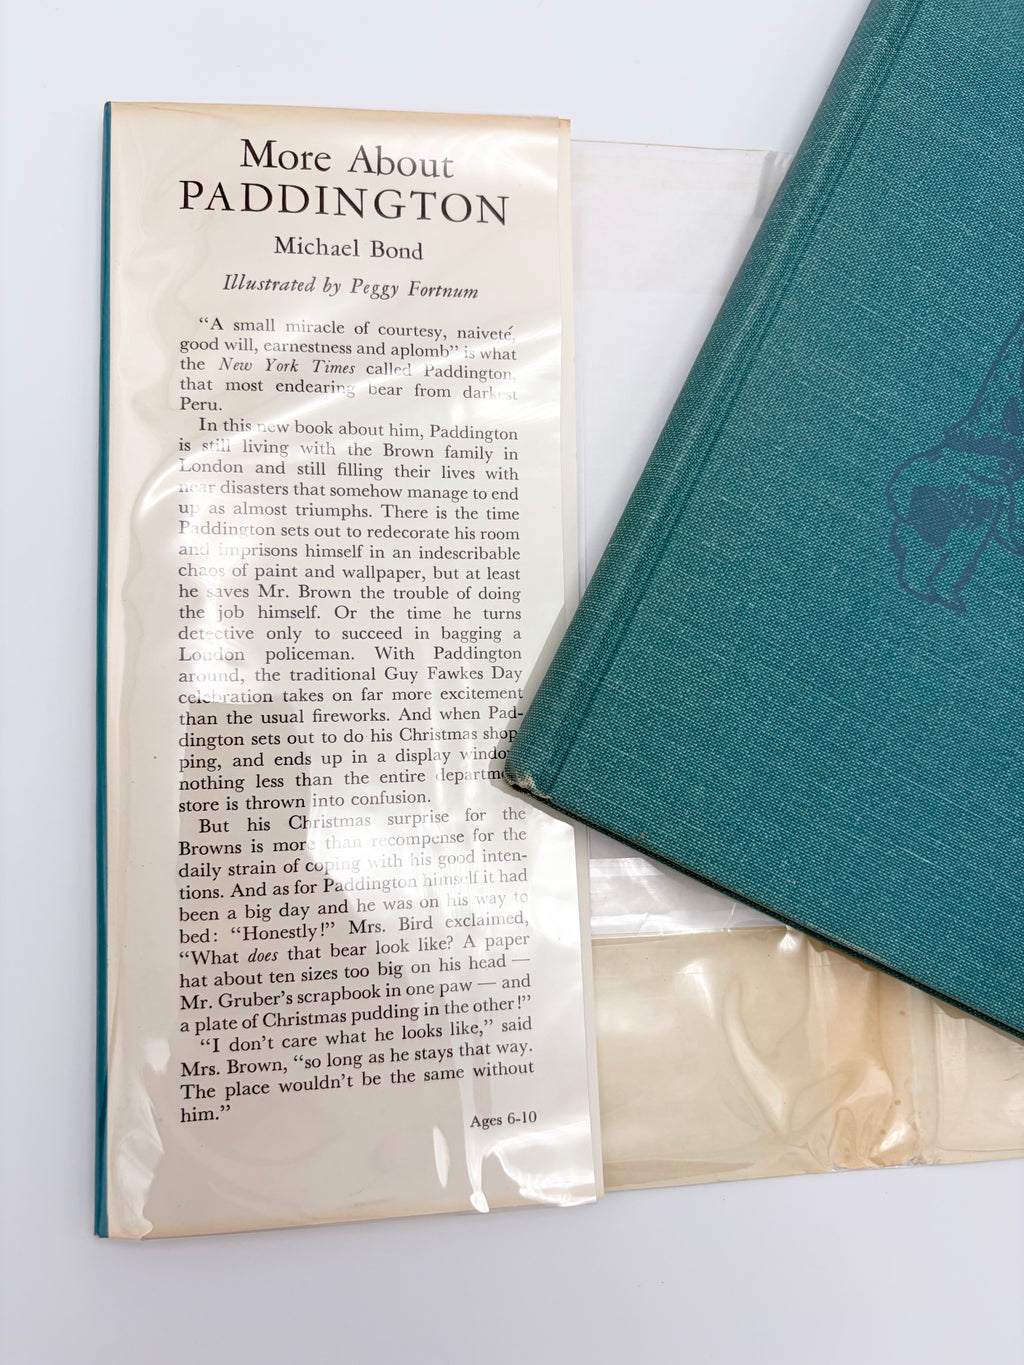 More About
PADDINGTON
Michael Bond
Illustrated by Peggy Fortnum
“A small miracle of courtesy, naiveté,
good will, earnestness and aplomb” is what
the New York Times called Paddington,
that most endearing bear from darkest
Peru.
In this new book about him, Paddington
is still living with the Brown family in
London and still filling their lives with
near disasters that somehow manage to end
up as almost triumphs. There is the time
Paddington sets out to redecorate his room
and imprisons himself in an indescribable
chaos of paint and wallpaper, but at least
he saves Mr. Brown the trouble of doing
the job himself. Or the time he turns
detective only to succeed in bagging a
London policeman. With Paddington
around, the traditional Guy Fawkes Day
celebration takes on far more excitement
than the usual fireworks. And when Pad-
dington sets out to do his Christmas shop-
ping, and ends up in a display window
nothing less than the entire department
store is thrown into confusion.
But his Christmas surprise for the
Browns is more than recompense for the
daily strain of coping with his good inten-
tions. And as for Paddington himself it had
been a big day and he was on his way to
bed: “Honestly!” Mrs. Bird exclaimed,
“What does that bear look like? A paper
hat about ten sizes too big on his head —
Mr. Gruber’s scrapbook in one paw — and
a plate of Christmas pudding in the other!”
“I don’t care what he looks like,” said
Mrs. Brown, “so long as he stays that way.
The place wouldn’t be the same without
him.”
Ages 6-10